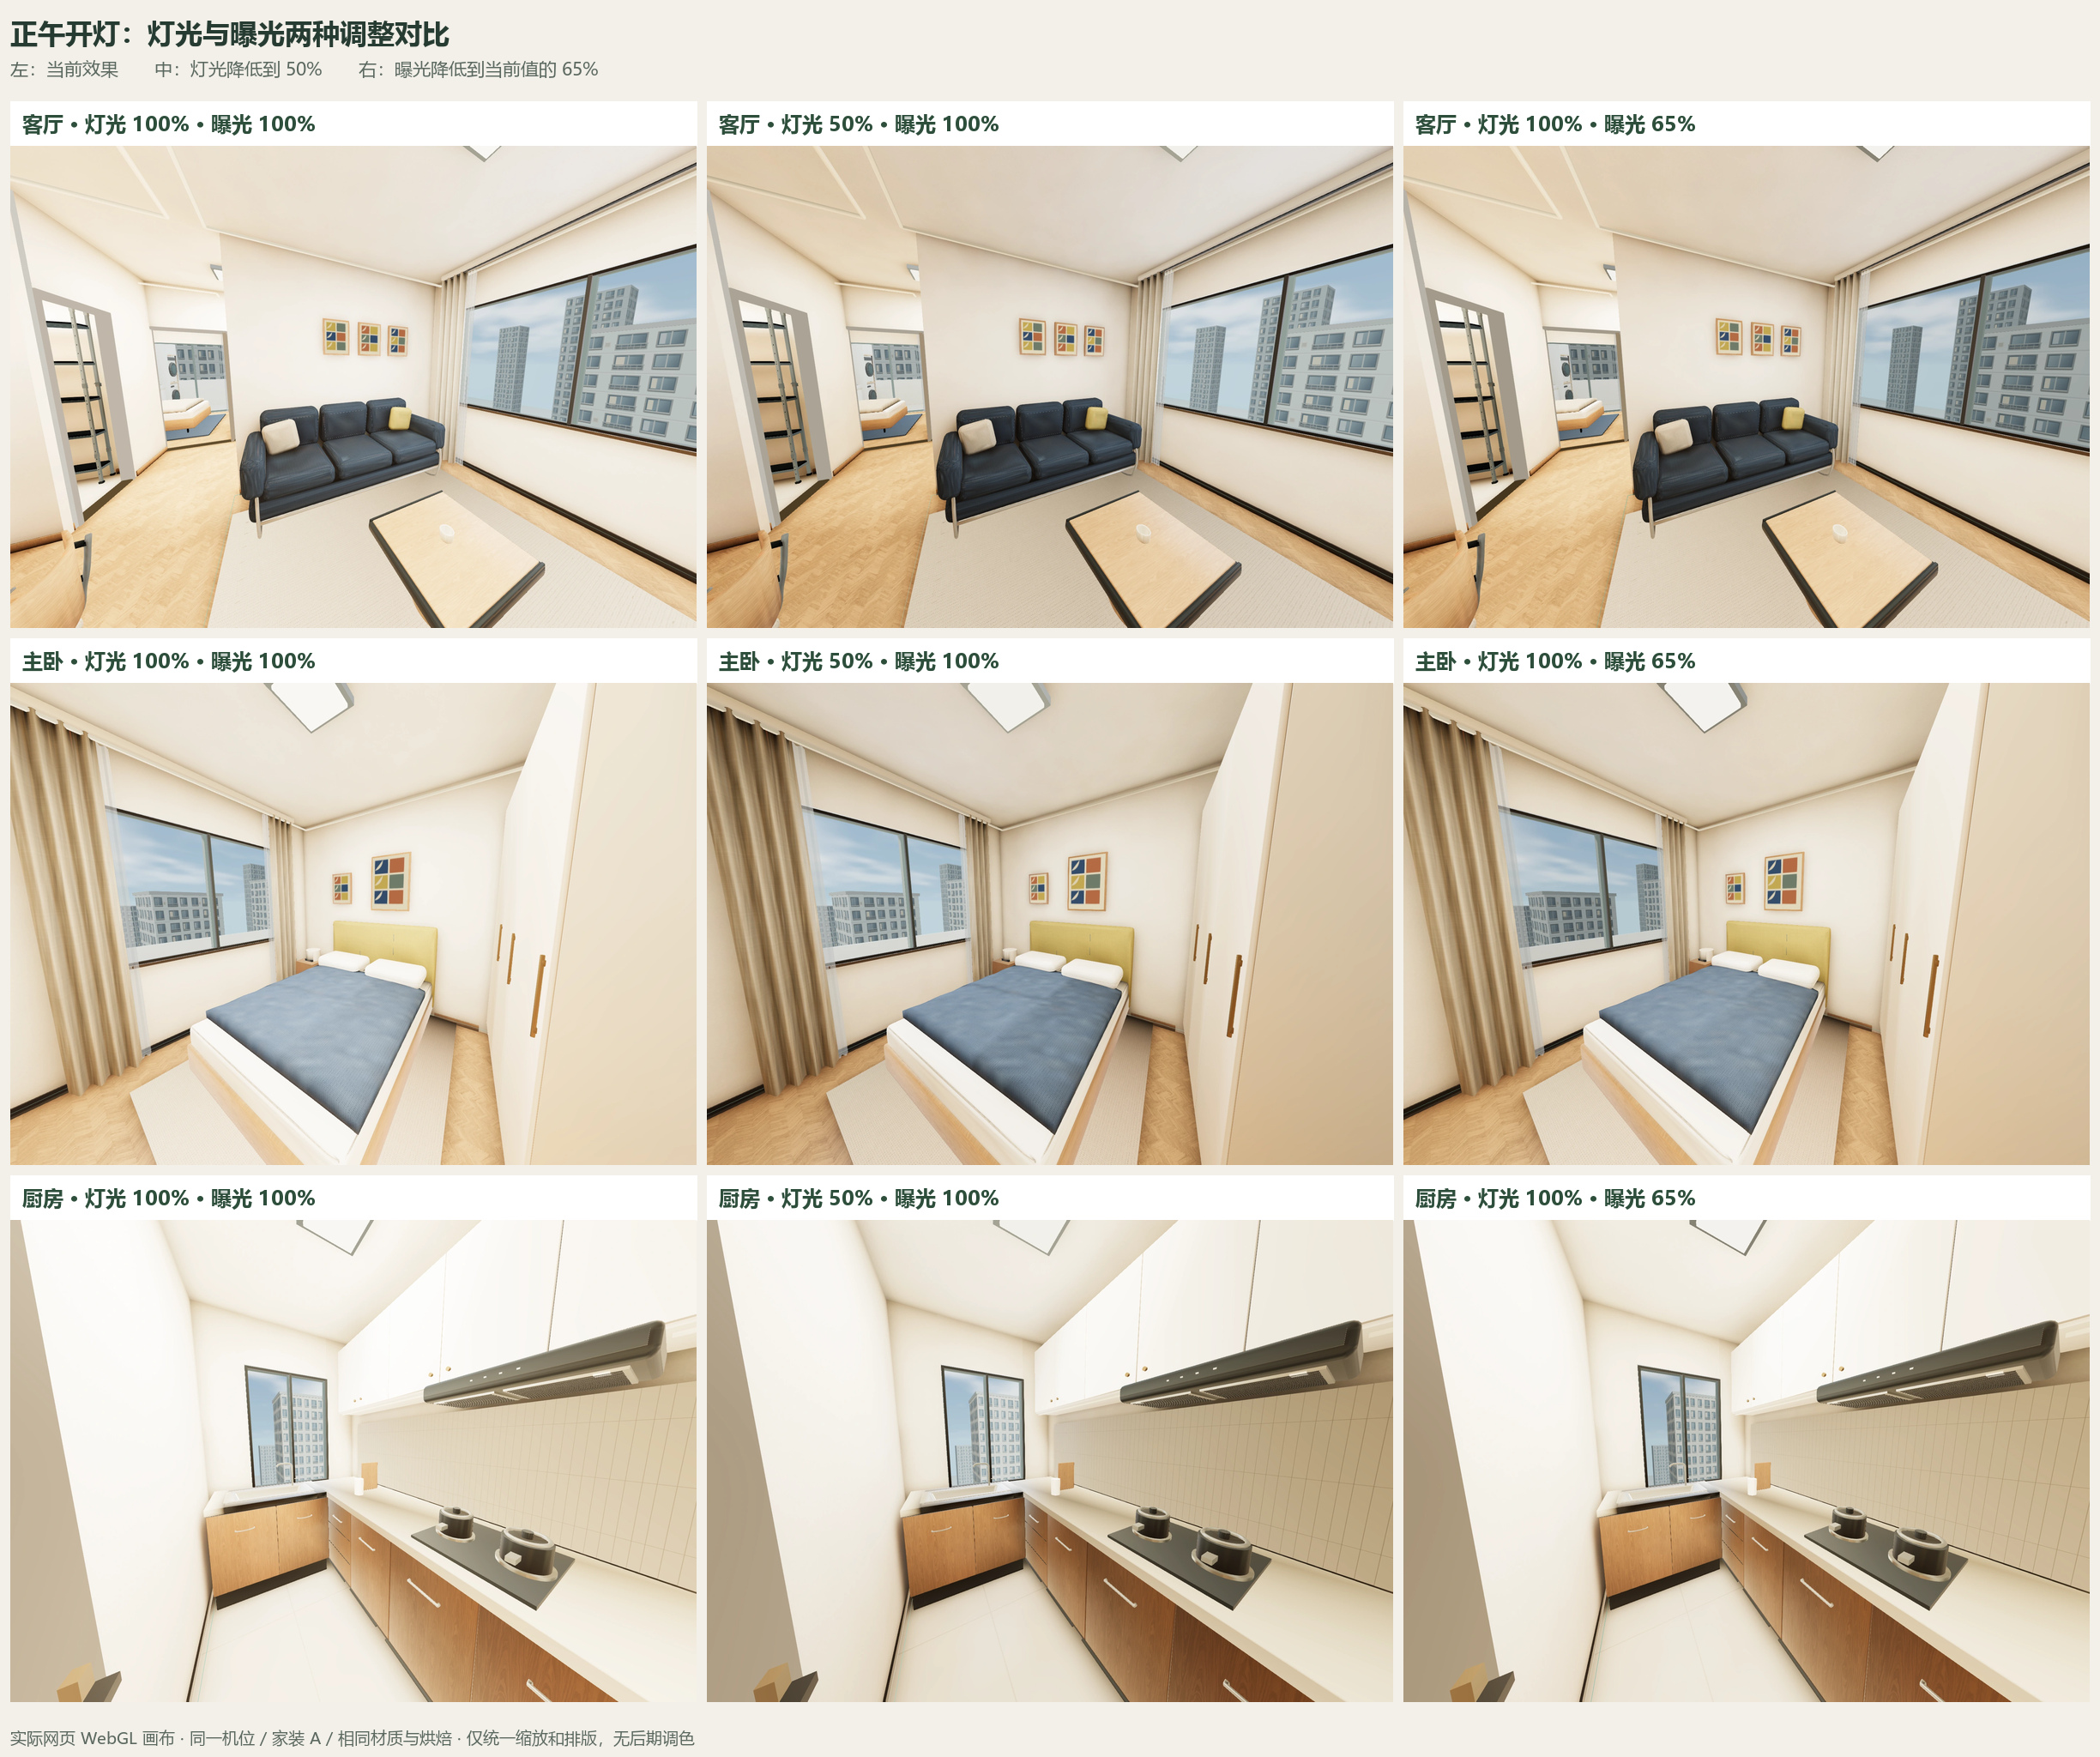 正午开灯：灯光与曝光两种调整对比
左：当前效果 中：灯光降低到 50% 右：曝光降低到当前值的 65%
客厅 • 灯光 100% • 曝光 100%
客厅 • 灯光 50% • 曝光 100%
客厅 • 灯光 100% • 曝光 65%
主卧 • 灯光 100% • 曝光 100%
主卧 • 灯光 50% • 曝光 100%
主卧 • 灯光 100% • 曝光 65%
厨房 • 灯光 100% • 曝光 100%
厨房 • 灯光 50% • 曝光 100%
厨房 • 灯光 100% • 曝光 65%
实际网页 WebGL 画布 · 同一机位 / 家装 A / 相同材质与烘焙 · 仅统一缩放和排版，无后期调色